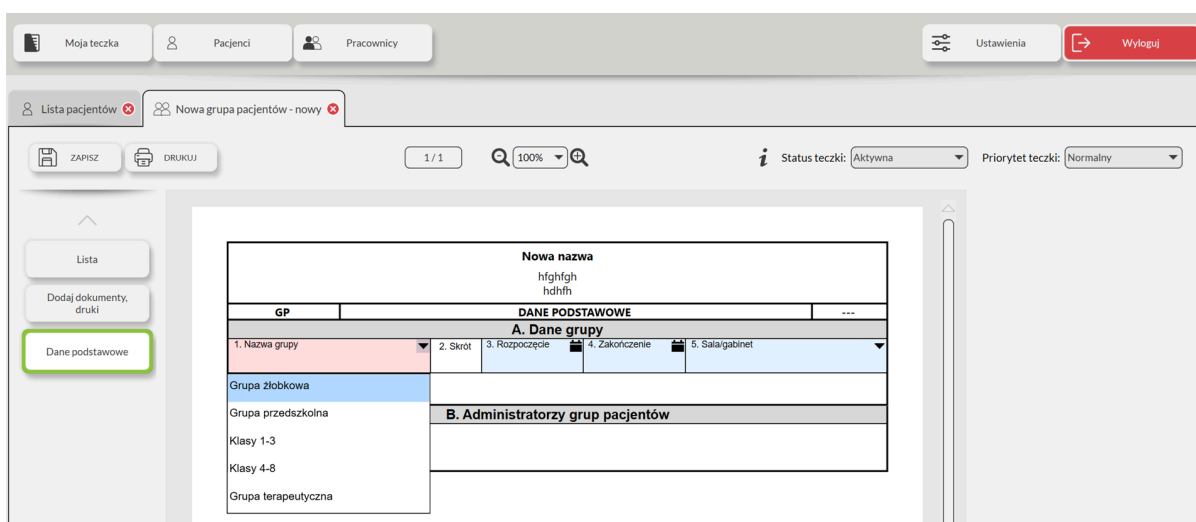 Moja teczka
Pacjenci
Pracownicy
Ustawienia
Wyloguj
Lista pacjentów
Nowa grupa pacjentów - nowy
ZAPISZ
DRUKUJ
1 / 1
100%
i Status teczki: Aktywna
Priorytet teczki: Normalny
Lista
Dodaj dokumenty,
druki
Dane podstawowe
Nowa nazwa
hfghfgh
hdhfh
GP DANE PODSTAWOWE ---
A. Dane grupy
1. Nazwa grupy 2. Skrót 3. Rozpoczęcie 4. Zakończenie 5. Sala/gabinet
Grupa żłobkowa
Grupa przedszkolna
B. Administratorzy grup pacjentów
Klasy 1-3
Klasy 4-8
Grupa terapeutyczna